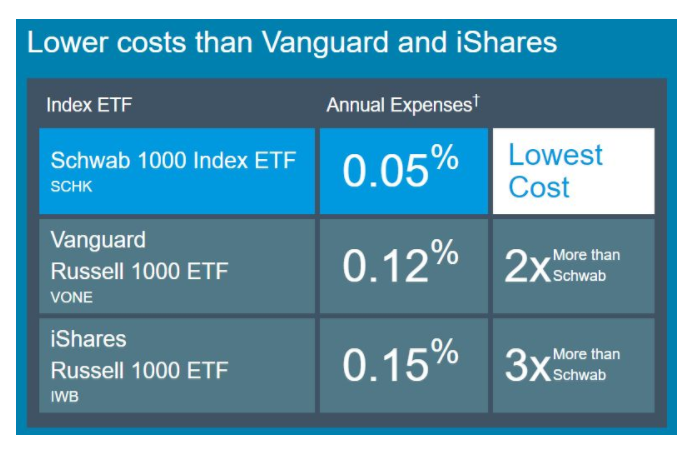 Lower costs than Vanguard and iShares
Index ETF Annual Expenses†
Schwab 1000 Index ETF
SCHK
0.05%
Lowest
Cost
Vanguard
Russell 1000 ETF
VONE
0.12%
2x More than
Schwab
iShares
Russell 1000 ETF
IWB
0.15%
3x More than
Schwab